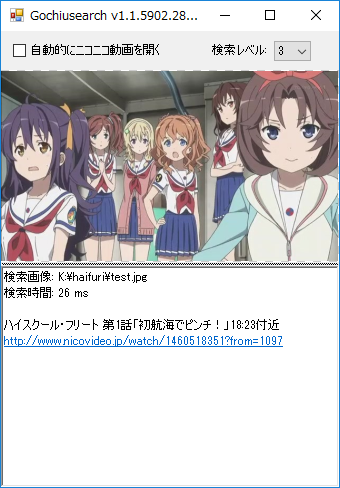 Gochiusearch v1.1.5902.28...
自動的にニコニコ動画を開く 検索レベル: 3
検索画像: K:¥haifuri¥test.jpg
検索時間: 26 ms
ハイスクール・フリート 第1話「初航海でピンチ！」18:23付近
http://www.nicovideo.jp/watch/1460518351?from=1097